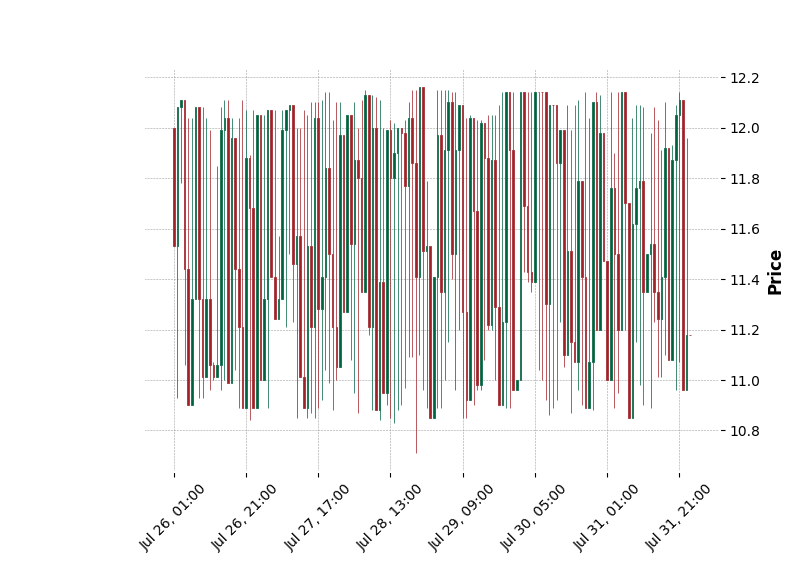 12.2
12.0
11.8
11.6
11.4
11.2
11.0
10.8
Price
Jul 26, 01:00
Jul 26, 21:00
Jul 27, 17:00
Jul 28, 13:00
Jul 29, 09:00
Jul 30, 05:00
Jul 31, 01:00
Jul 31, 21:00